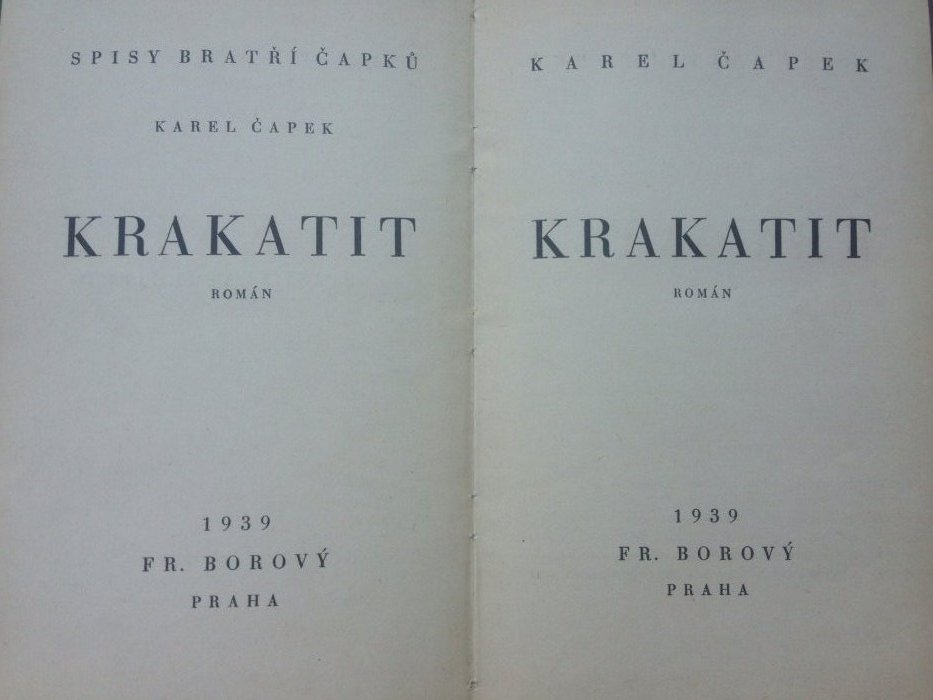 SPISY BRATŘÍ ČAPKŮ
KAREL ČAPEK
KRAKATIT
ROMÁN
1939
FR. BOROVÝ
PRAHA
KAREL ČAPEK
KRAKATIT
ROMÁN
1939
FR. BOROVÝ
PRAHA